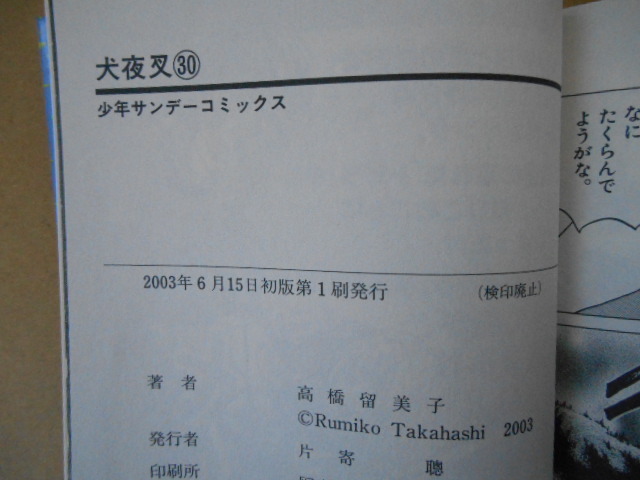 犬夜叉㉚
少年サンデーコミックス
2003年6月15日初版第1刷発行 (検印廃止)
著者 高橋留美子
©Rumiko Takahashi 2003
発行者 片寄 聰
印刷所
なに
たくらんで
ようがな。